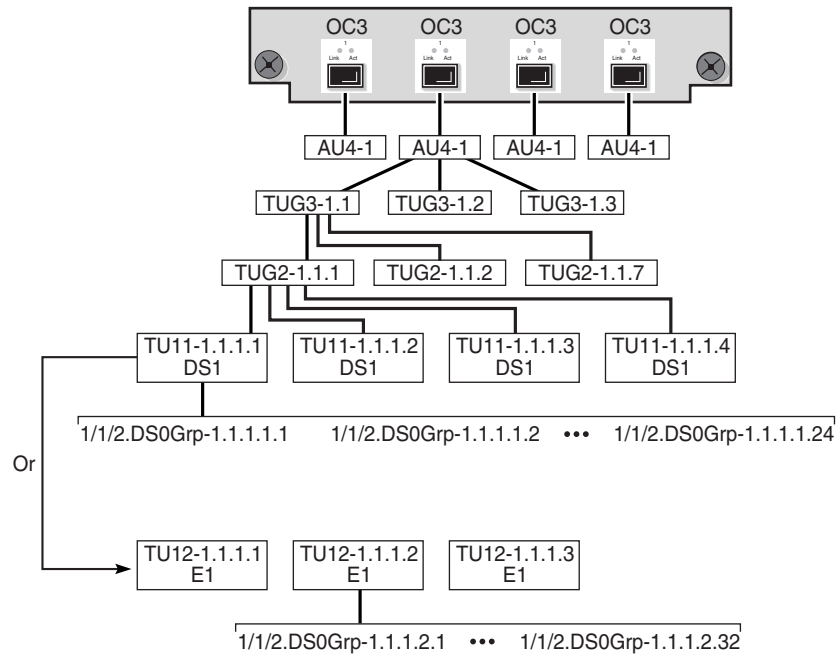 OC3 OC3 OC3 OC3
1 1 1 1
Link Act Link Act Link Act Link Act
AU4-1 AU4-1 AU4-1 AU4-1
TUG3-1.1 TUG3-1.2 TUG3-1.3
TUG2-1.1.1 TUG2-1.1.2 TUG2-1.1.7
TU11-1.1.1.1 TU11-1.1.1.2 TU11-1.1.1.3 TU11-1.1.1.4
DS1 DS1 DS1 DS1
1/1/2.DS0Grp-1.1.1.1.1 1/1/2.DS0Grp-1.1.1.1.2 ••• 1/1/2.DS0Grp-1.1.1.1.24
Or
TU12-1.1.1.1 TU12-1.1.1.2 TU12-1.1.1.3
E1 E1 E1
1/1/2.DS0Grp-1.1.1.2.1 ••• 1/1/2.DS0Grp-1.1.1.2.32